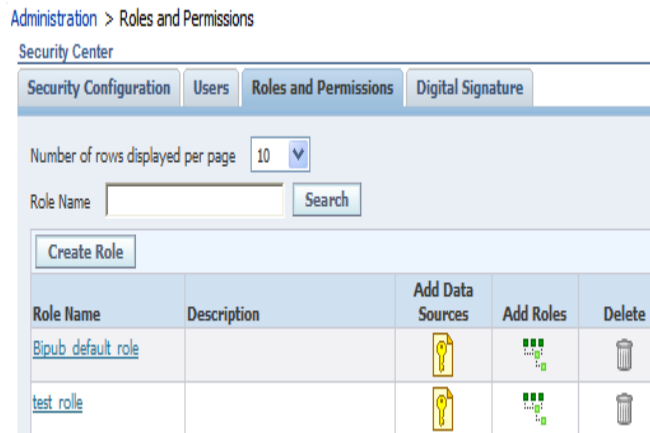 Administration > Roles and Permissions
Security Center
Security Configuration Users Roles and Permissions Digital Signature
Number of rows displayed per page 10
Role Name Search
Create Role
Role Name Description Add Data Sources Add Roles Delete
Bipub_default_role
test_rolle